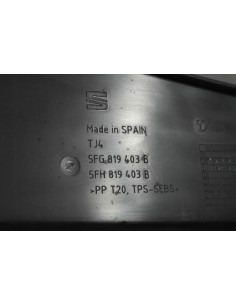 Made in SPAIN
TJ4
5FG 819 403 B
5FH 819 403 B
>PP T20, TPS-SEBS<